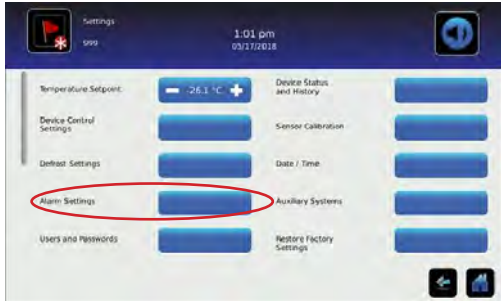 Settings
999
1:01 pm
05/17/2018
Temperature Setpoint
-26.1 °C
Device Status
and History
Device Control
Settings
Sensor Calibration
Defrost Settings
Date / Time
Alarm Settings
Auxiliary Systems
Users and Passwords
Restore Factory
Settings